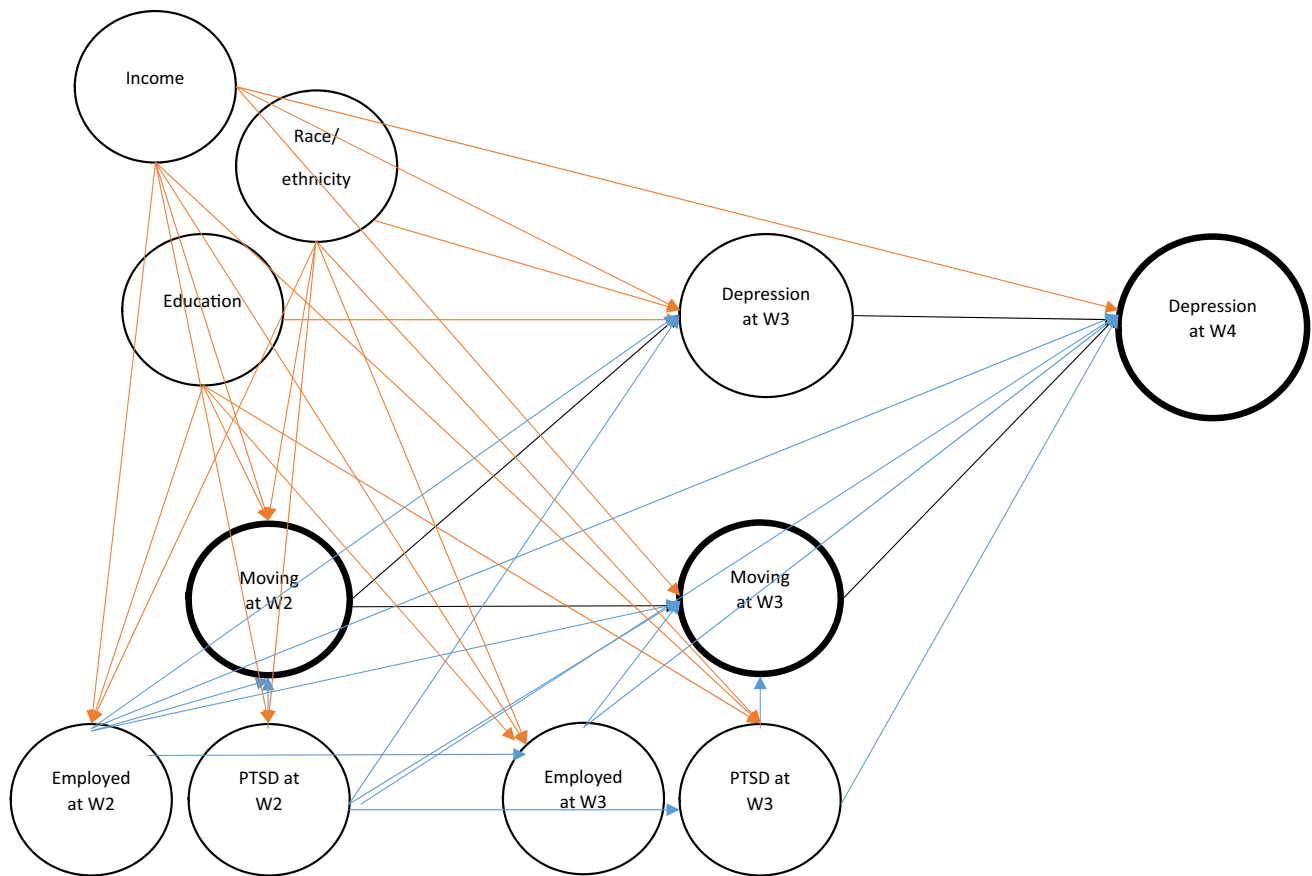 Income
Race/
ethnicity
Education
Depression
at W3
Depression
at W4
Moving
at W2
Moving
at W3
Employed
at W2
PTSD at
W2
Employed
at W3
PTSD at
W3